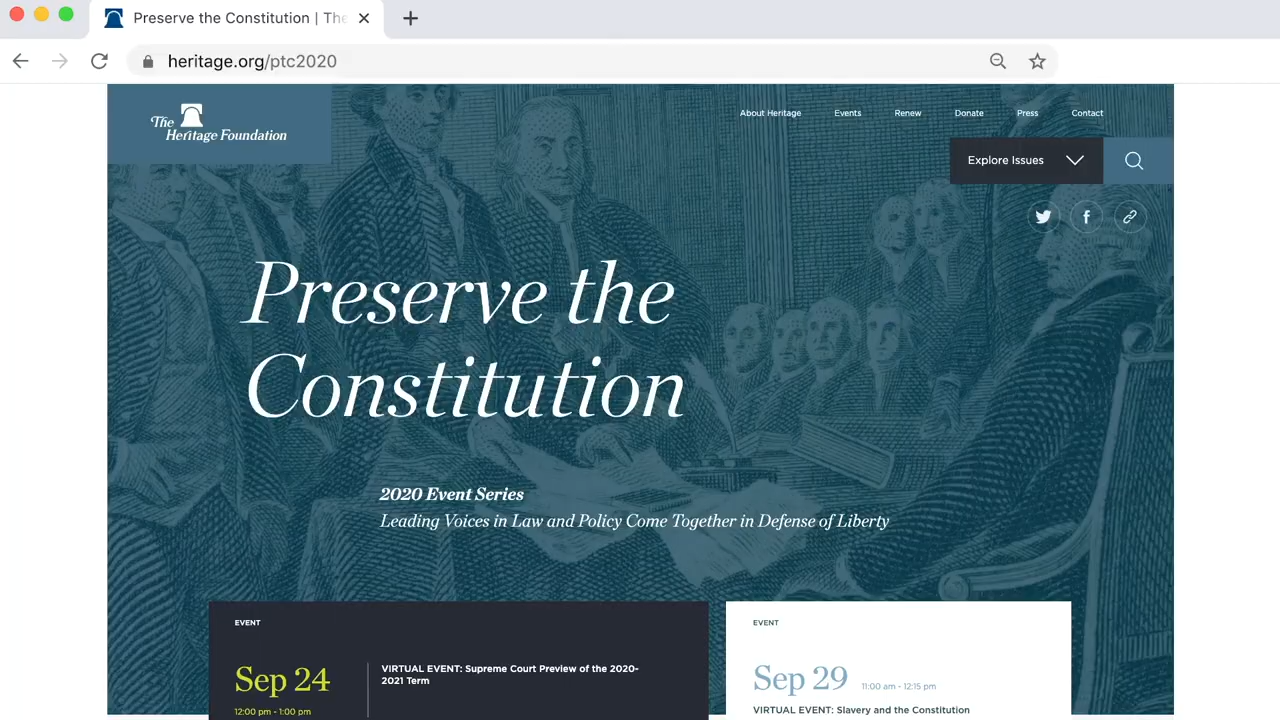 Preserve the Constitution | The
heritage.org/ptc2020
The
Heritage Foundation
About Heritage
Events
Renew
Donate
Press
Contact
Explore Issues
Preserve the
Constitution
2020 Event Series
Leading Voices in Law and Policy Come Together in Defense of Liberty
EVENT
Sep 24
12:00 pm - 1:00 pm
VIRTUAL EVENT: Supreme Court Preview of the 2020-
2021 Term
EVENT
Sep 29
11:00 am - 12:15 pm
VIRTUAL EVENT: Slavery and the Constitution